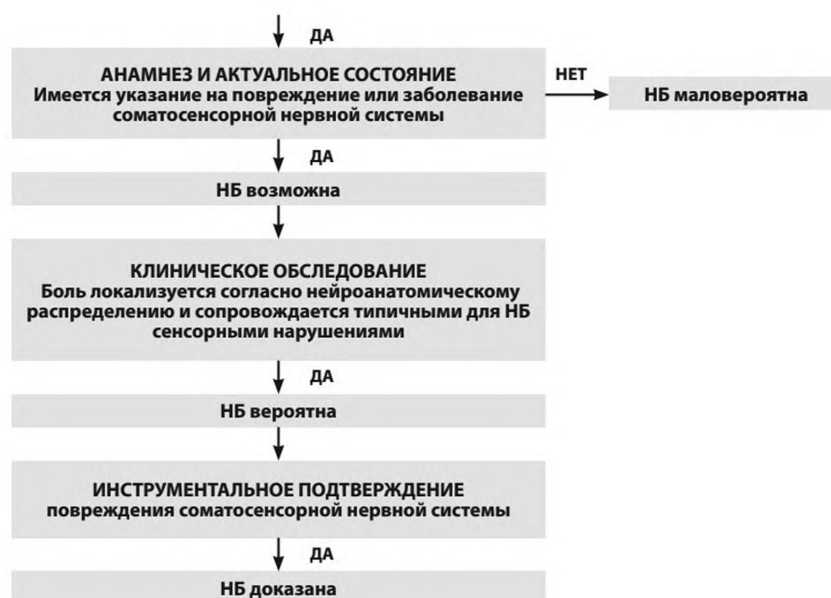 ДА
АНАМНЕЗ И АКТУАЛЬНОЕ СОСТОЯНИЕ
Имеется указание на повреждение или заболевание
соматосенсорной нервной системы
НЕТ
НБ маловероятна
ДА
НБ возможна
КЛИНИЧЕСКОЕ ОБСЛЕДОВАНИЕ
Боль локализуется согласно нейроанатомическому
распределению и сопровождается типичными для НБ
сенсорными нарушениями
ДА
НБ вероятна
ИНСТРУМЕНТАЛЬНОЕ ПОДТВЕРЖДЕНИЕ
повреждения соматосенсорной нервной системы
ДА
НБ доказана